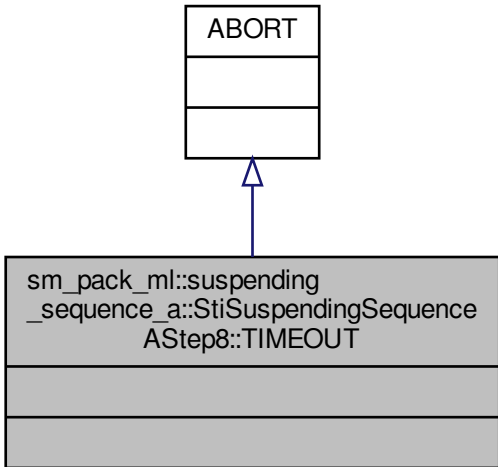 ABORT
sm_pack_ml::suspending
_sequence_a::StiSuspendingSequence
AStep8::TIMEOUT